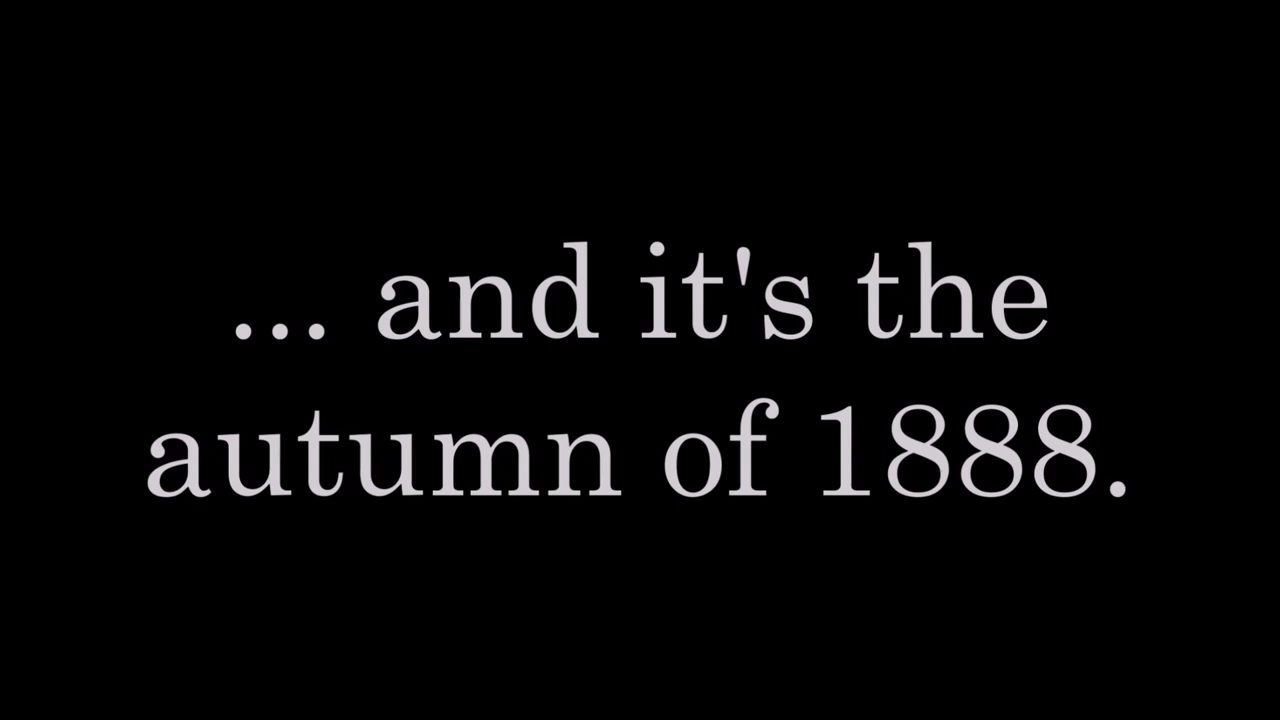 ... and it's the
autumn of 1888.